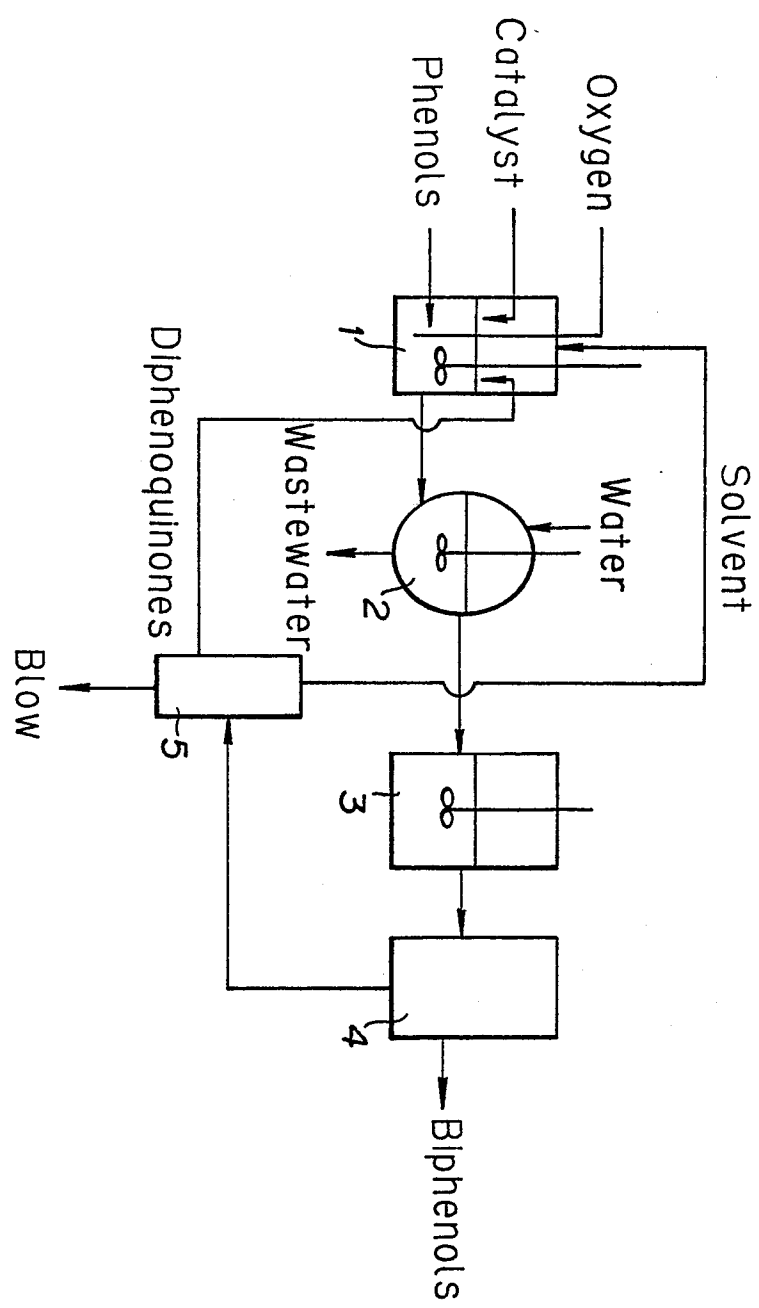 Solvent
Oxygen
Water
Catalyst
Phenols
1
2
3
4
Biphenols
Wastewater
Diphenoquinones
5
Blow